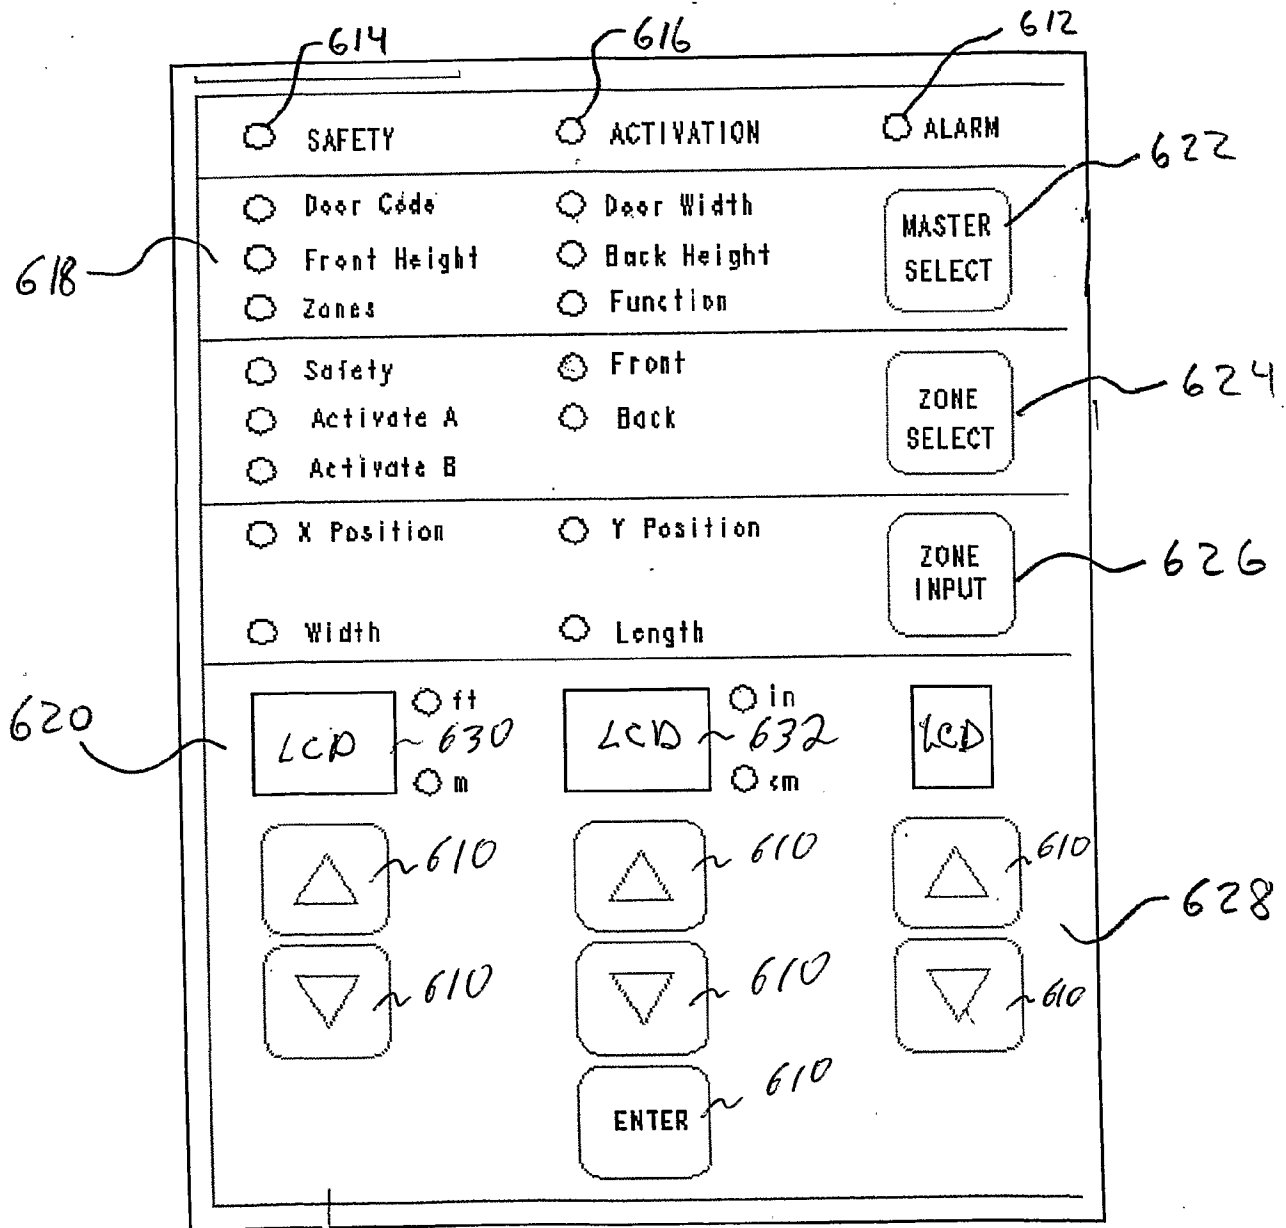 614
616
612
SAFETY
ACTIVATION
ALARM
622
Door Code
Door Width
MASTER
SELECT
618
Front Height
Back Height
Zones
Function
Safety
Front
624
ZONE
SELECT
Activate A
Back
Activate B
X Position
Y Position
ZONE
INPUT
626
Width
Length
620
LCD
ft
630
m
LCD
in
632
cm
LCD
610
610
610
628
610
610
610
ENTER
610